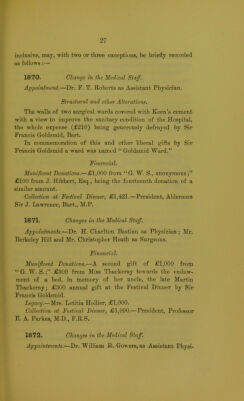 27
inclusive, may, with two or three exceptions, be briefly recorded
as follows:—
1870. Change in the Medical Staff.
Appointment.—Dr. F. T. Roberts as Assistant Physician.
Structural and other Alterations.
The walls of two surgical wards covered with Keen's cement
with a view to improve the sanitary condition of the Hospital,
the whole expense (£210) being generously defrayed by Sir
Francis Goldsmid, Bart.
In commemoration of this and other liberal gifts by Sir
Francis Goldsmid a ward was named "Goldsmid Ward."
Financial.
Munificent Donations.—£1,000 from "G. W. S., anonymous;"
£100 from J. Hibbert, Esq., being the fourteenth donation of a
similar amount.
Collection at Festival Dinner, £1,421.—President, Alderman
Sir J. Lawrence, Bart., M.P.
1871. Changes in the Medical Staff.
Appointments.—Dr. H. Charlton Bastian as Physician; Mr.
Berkeley Hill and Mr. Christopher Heath as Surgeons.
Financial.
Munificent Donations.—A second gift of £1,000 from
"G. W. S.;" £300 from Miss Thackeray towards the endow-
ment of a bed, in memory of her uncle, the late Martin
Thackeray; £300 annual gift at the Festival Dinner by Sir
Francis Goldsmid.
Legacy.—Mrs. Letitia Hollier, £1,000.
Collection at Festival Dinner, £1,990.—President, Professor
E. A. Parkes, M.D., F.R.S.
1872. Changes in the Medical Staff.
Appointments.—Dr. William R. Gowers, as Assistant Physi-